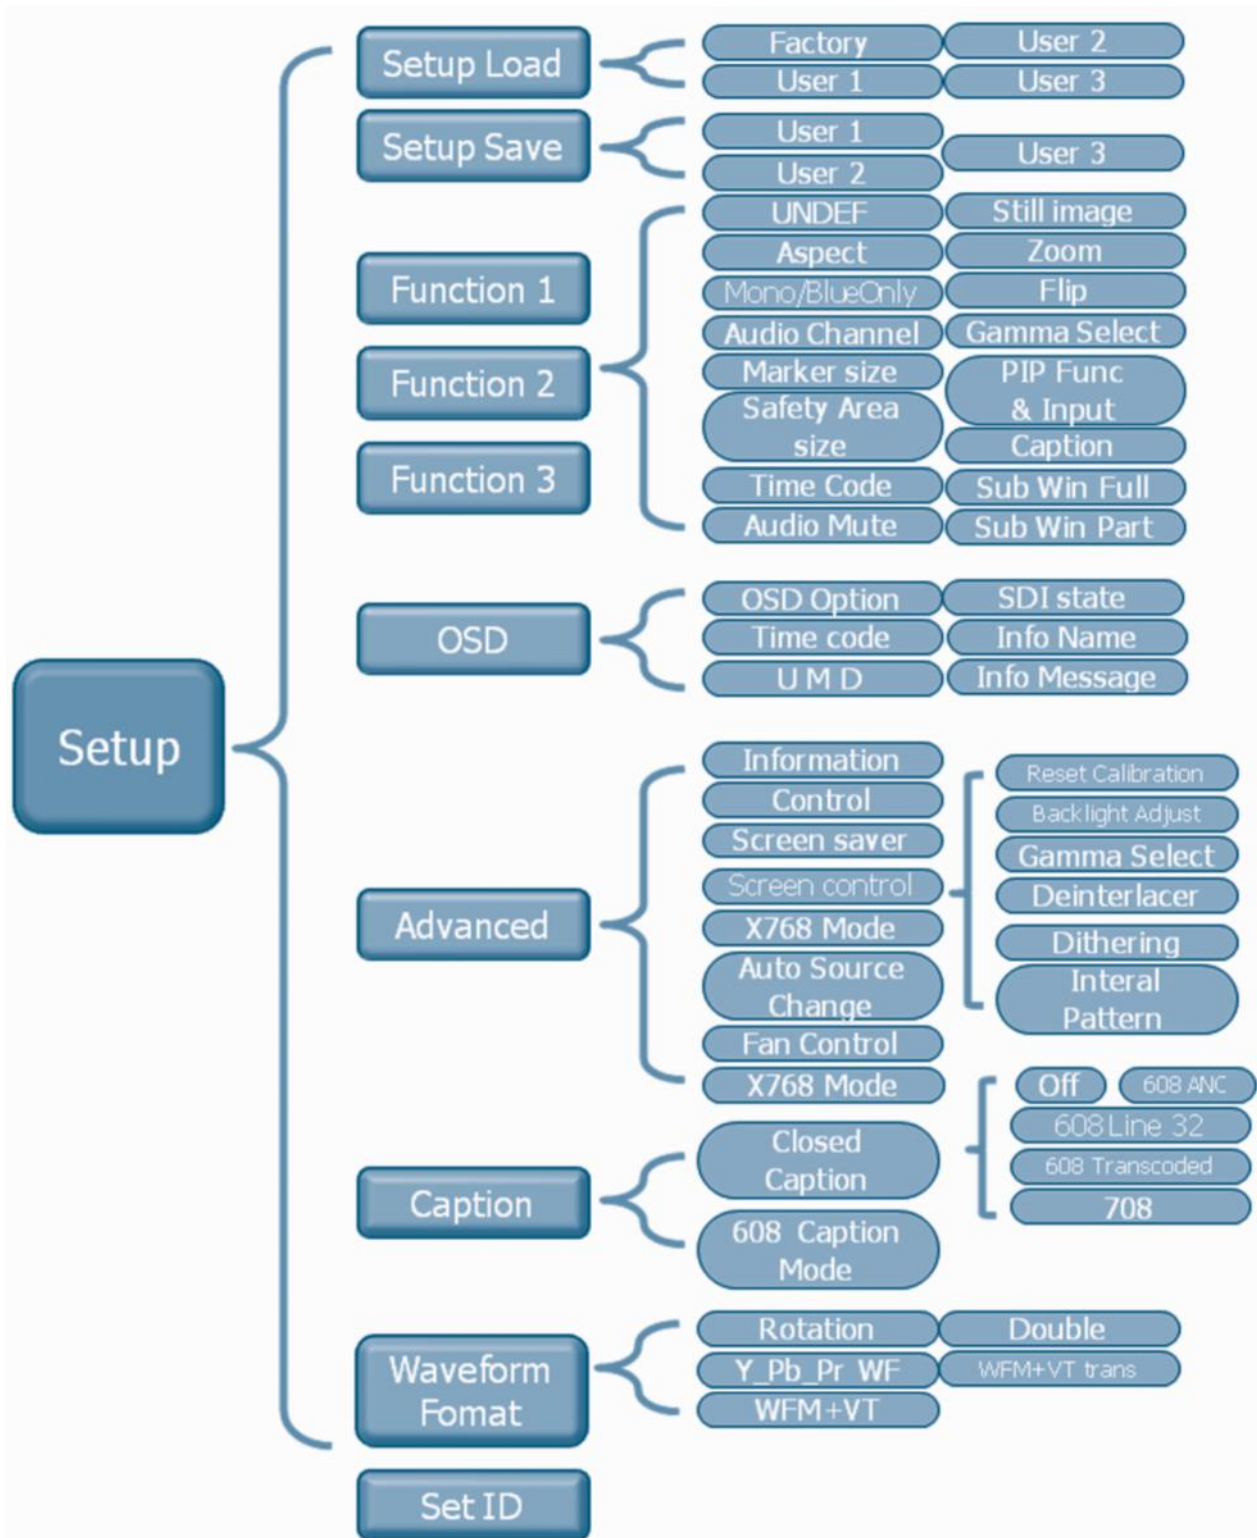 Setup
Setup Load
Factory
User 2
User 1
User 3
Setup Save
User 1
User 3
User 2
Function 1
Function 2
Function 3
UNDEF
Still image
Aspect
Zoom
Mono/BlueOnly
Flip
Audio Channel
Gamma Select
Marker size
PIP Func
& Input
Safety Area
size
Caption
Time Code
Sub Win Full
Audio Mute
Sub Win Part
OSD
OSD Option
SDI state
Time code
Info Name
U M D
Info Message
Advanced
Information
Control
Screen saver
Screen control
X768 Mode
Auto Source
Change
Fan Control
X768 Mode
Reset Calibration
Backlight Adjust
Gamma Select
Deinterlacer
Dithering
Interal
Pattern
Caption
Closed
Caption
608 Caption
Mode
Off
608 ANC
608 Line 32
608 Transcoded
708
Waveform
Fomat
Rotation
Double
Y_Pb_Pr WF
WFM+VT trans
WFM+VT
Set ID